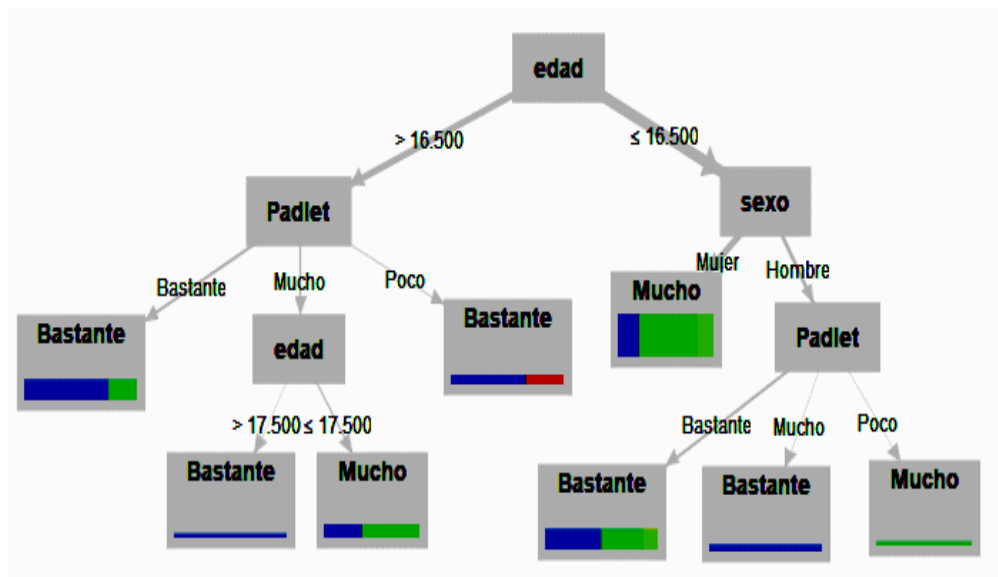 edad
> 16.500
≤ 16.500
Padlet
sexo
Bastante
Mucho
Poco
Mujer
Hombre
Bastante
edad
Bastante
Mucho
Padlet
> 17.500
≤ 17.500
Bastante
Mucho
Poco
Bastante
Mucho
Bastante
Bastante
Mucho